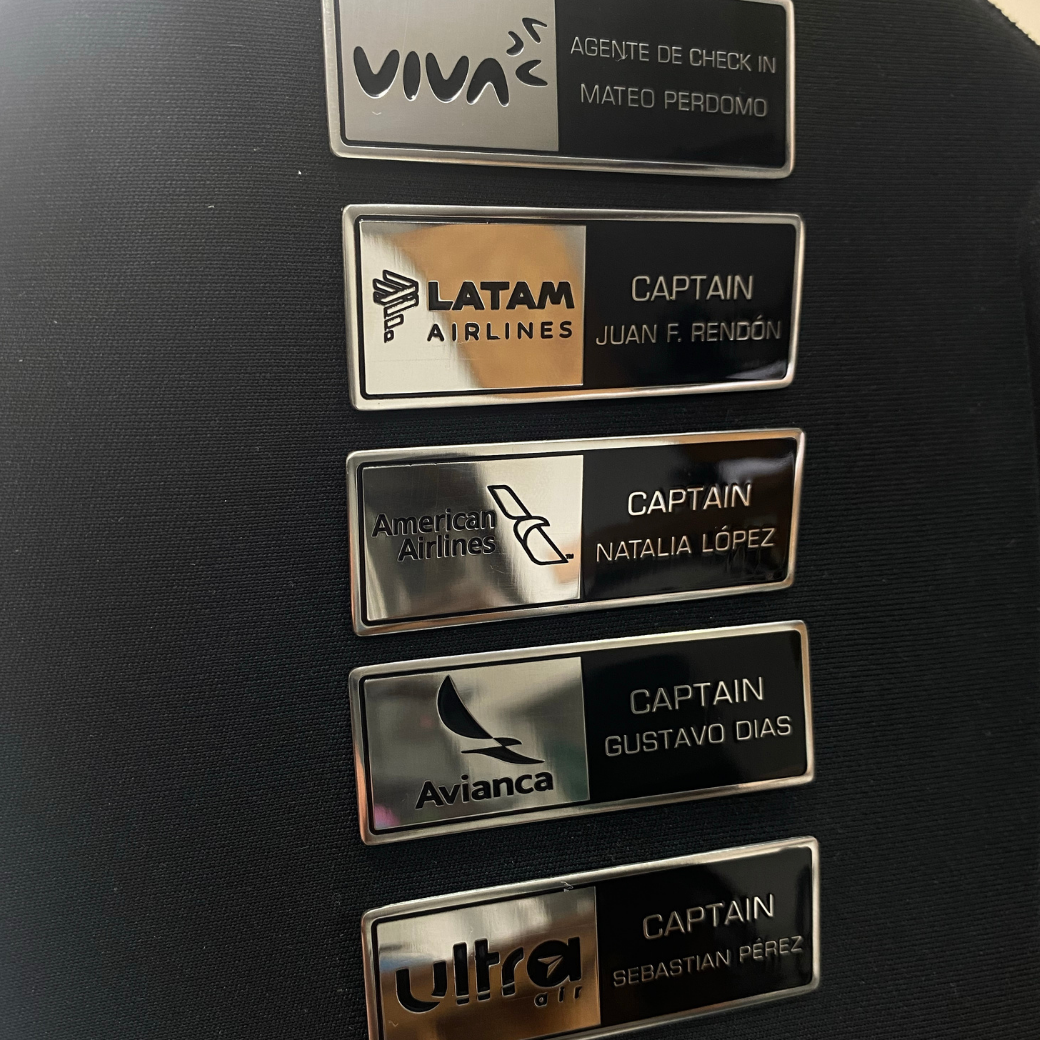 VIVA
AGENTE DE CHECK IN
MATEO PERDOMO
LATAM
AIRLINES
CAPTAIN
JUAN F. RENDÓN
American
Airlines
CAPTAIN
NATALIA LÓPEZ
Avianca
CAPTAIN
GUSTAVO DIAS
ultra
air
CAPTAIN
SEBASTIAN PÉREZ